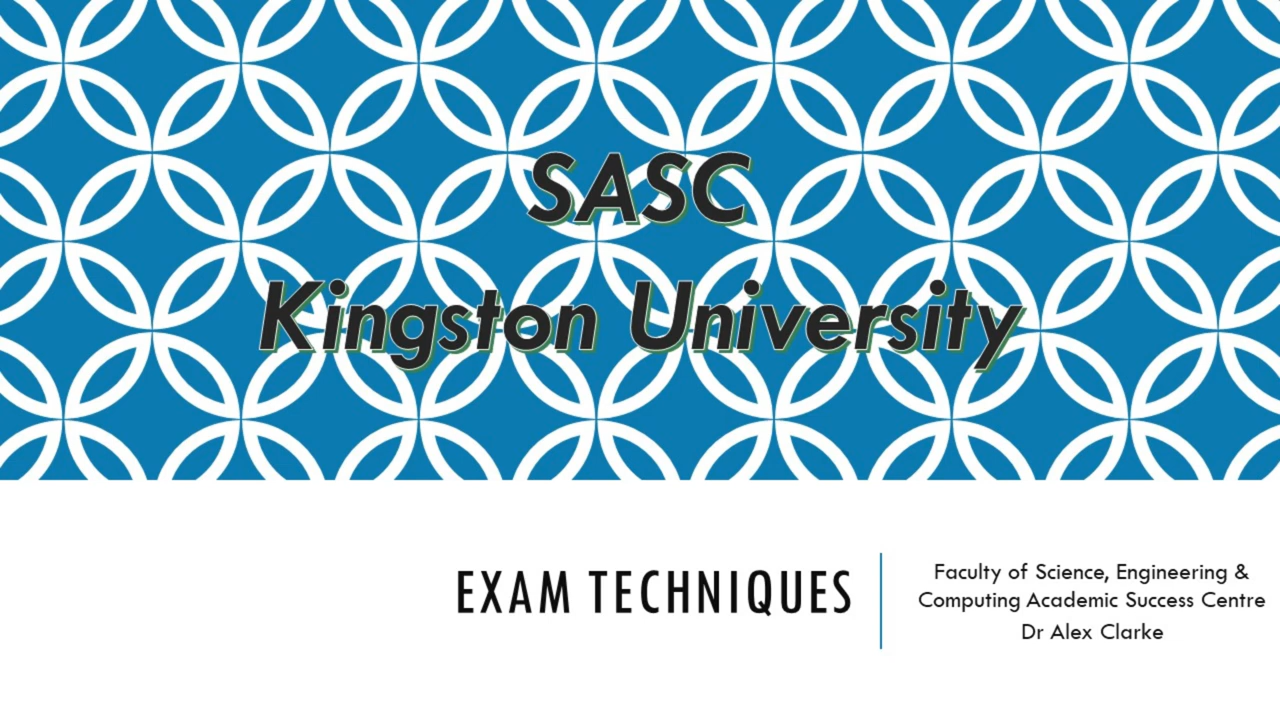 SASC
Kingston University
EXAM TECHNIQUES
Faculty of Science, Engineering &
Computing Academic Success Centre
Dr Alex Clarke